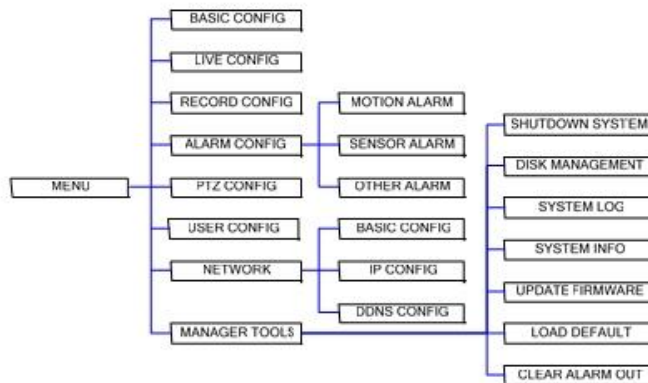 MENU
BASIC CONFIG
LIVE CONFIG
RECORD CONFIG
ALARM CONFIG
PTZ CONFIG
USER CONFIG
NETWORK
MANAGER TOOLS
MOTION ALARM
SENSOR ALARM
OTHER ALARM
BASIC CONFIG
IP CONFIG
DDNS CONFIG
SHUTDOWN SYSTEM
DISK MANAGEMENT
SYSTEM LOG
SYSTEM INFO
UPDATE FIRMWARE
LOAD DEFAULT
CLEAR ALARM OUT